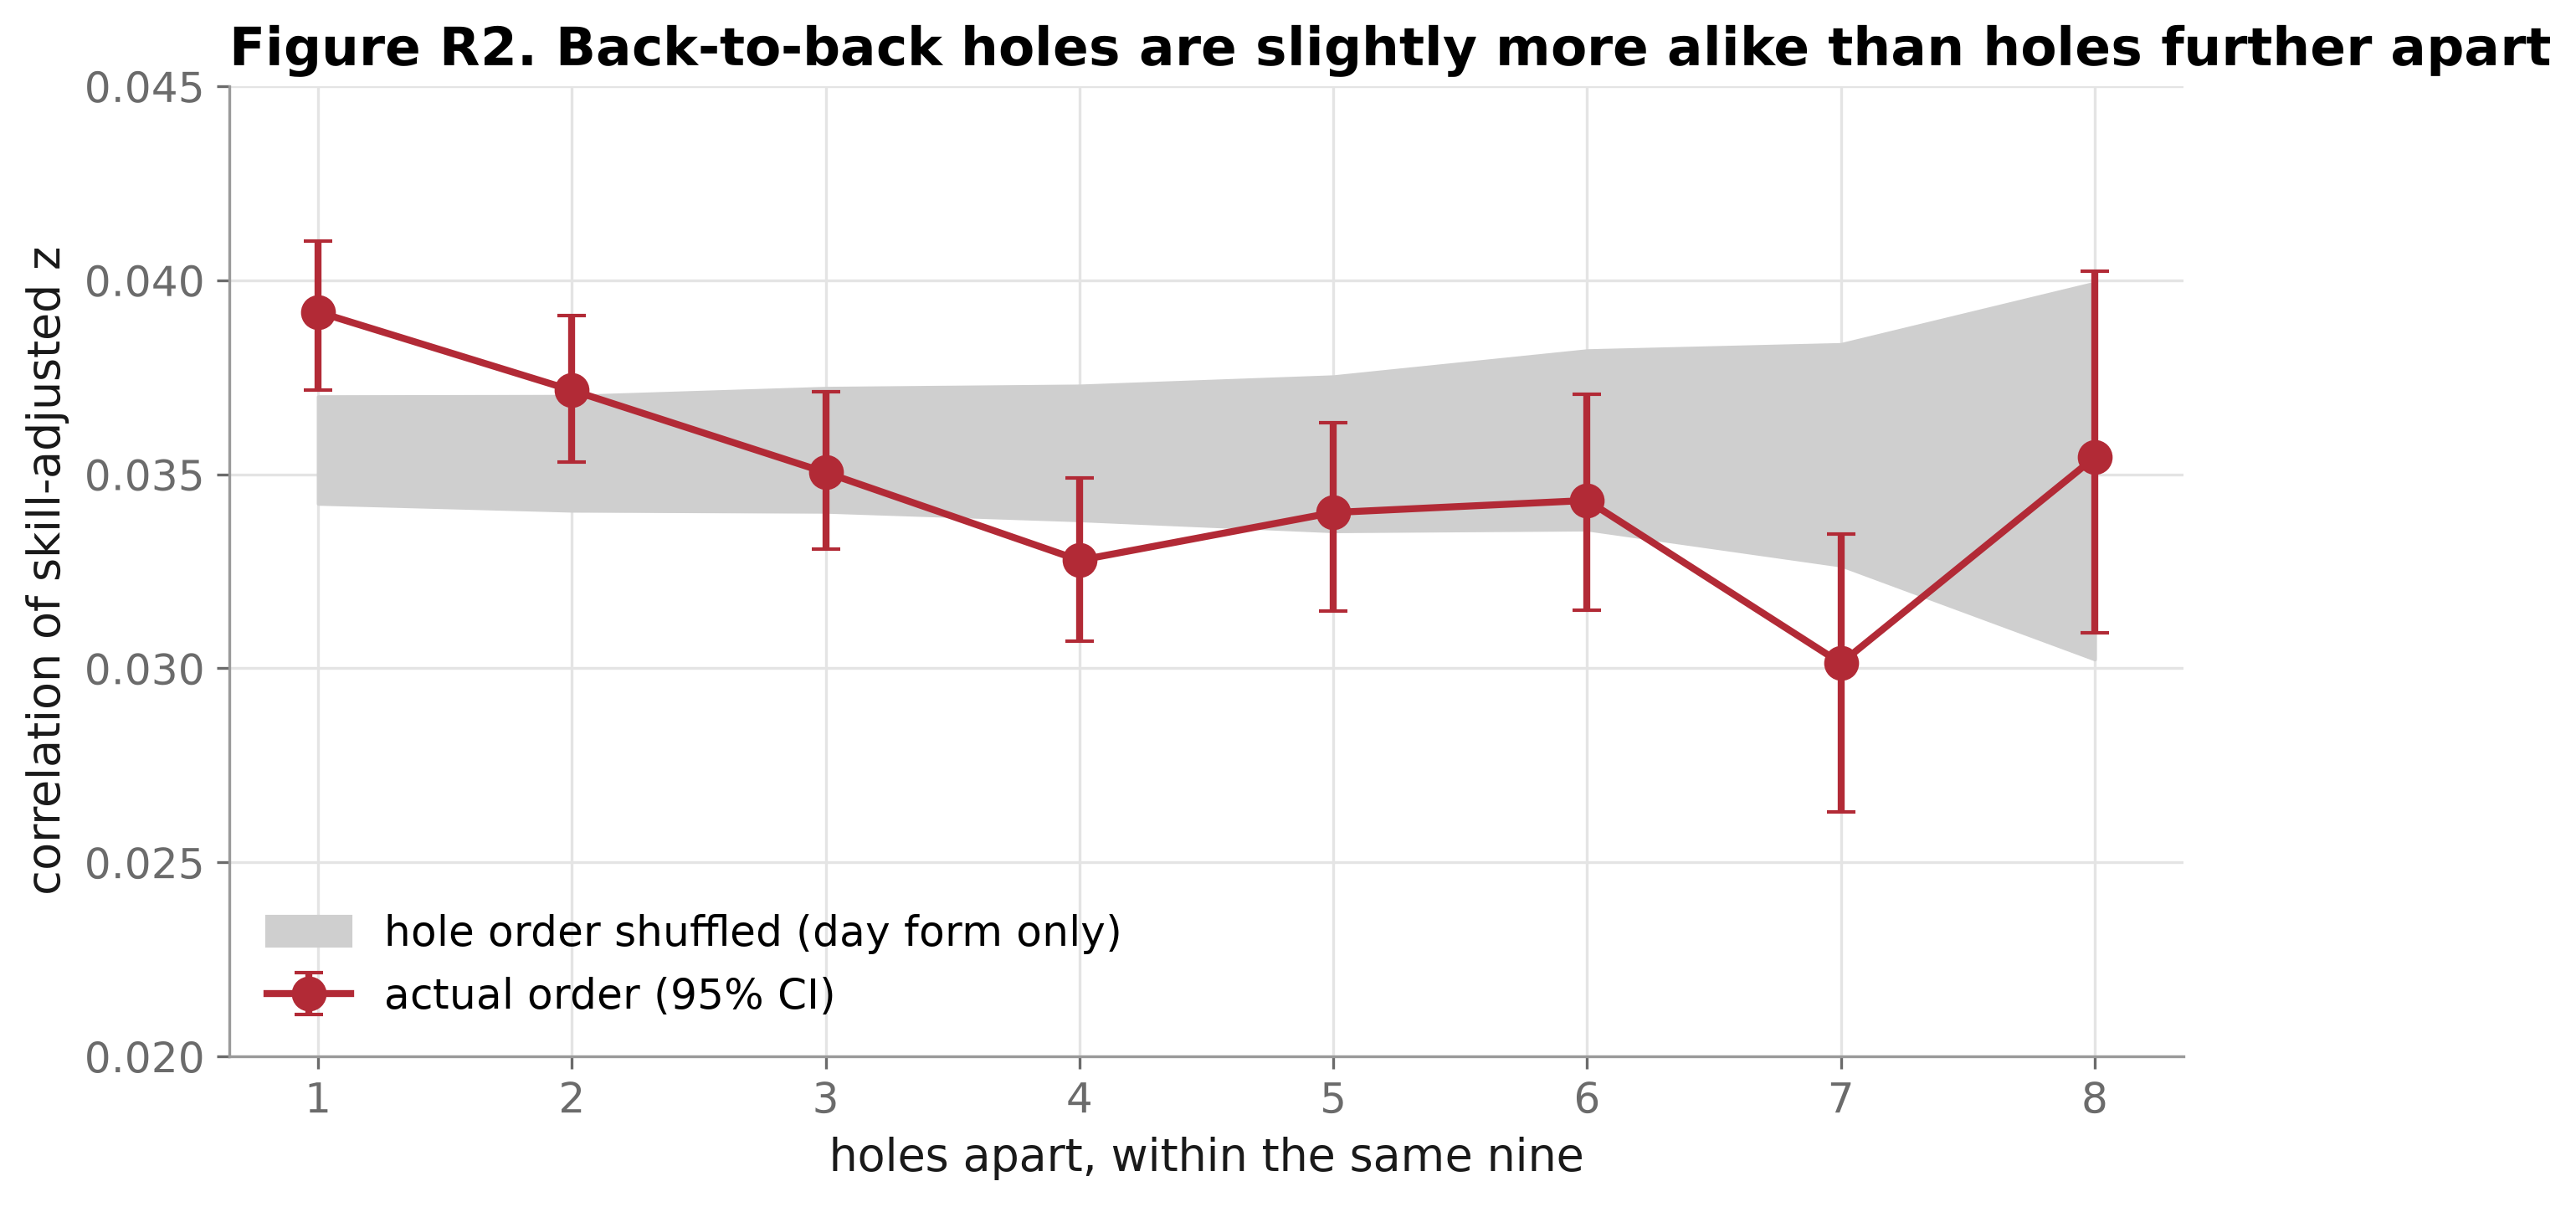 Figure R2. Back-to-back holes are slightly more alike than holes further apart
correlation of skill-adjusted z
0.045
0.040
0.035
0.030
0.025
0.020
hole order shuffled (day form only)
actual order (95% CI)
1 2 3 4 5 6 7 8
holes apart, within the same nine